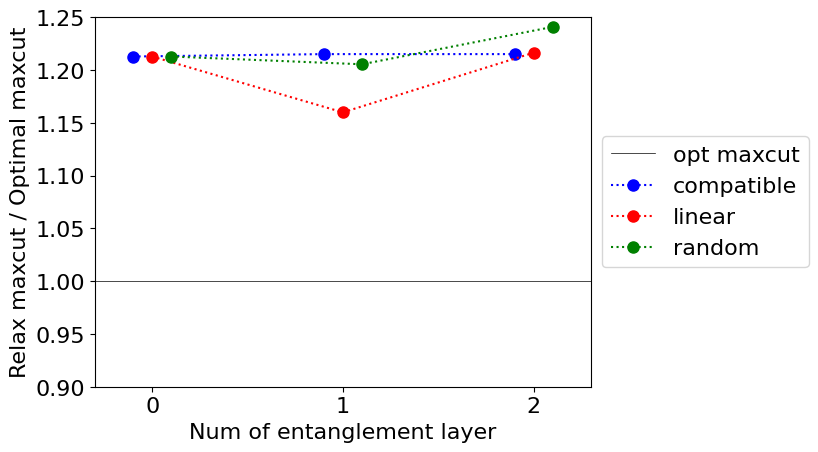 1.25
1.20
1.15
1.10
1.05
1.00
0.95
0.90
Relax maxcut / Optimal maxcut
0 1 2
Num of entanglement layer
opt maxcut
compatible
linear
random